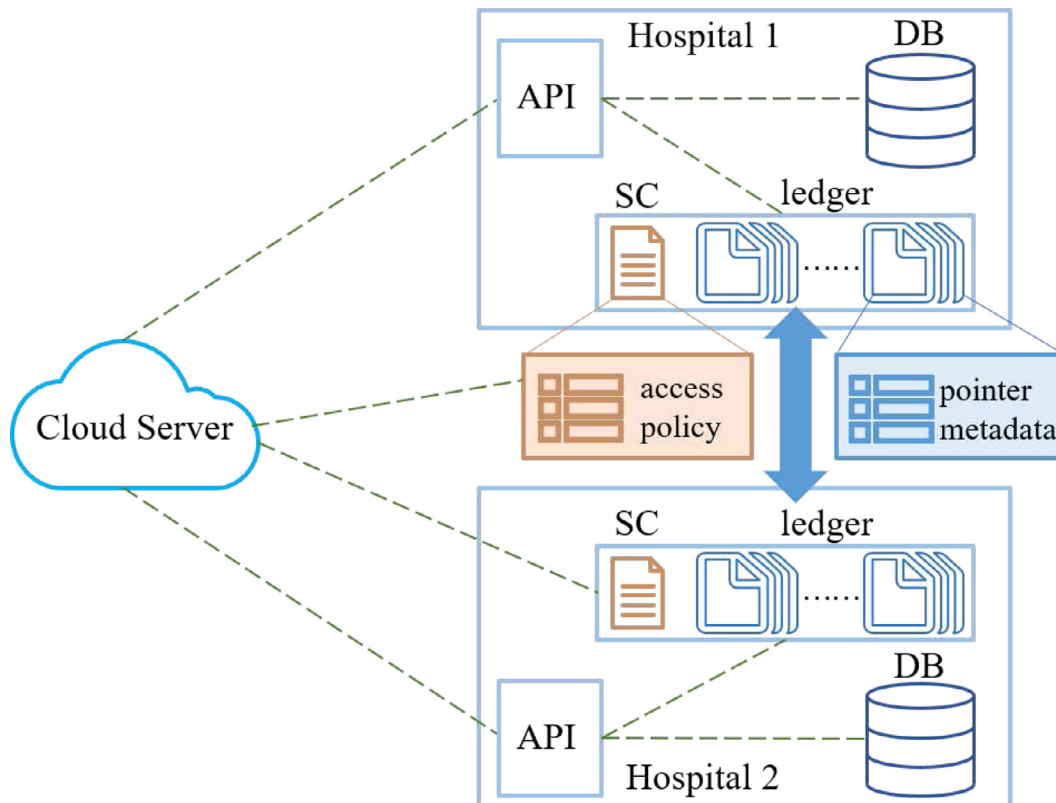 Hospital 1
DB
API
SC
ledger
......
access
policy
pointer
metadata
Cloud Server
SC
ledger
......
DB
API
Hospital 2